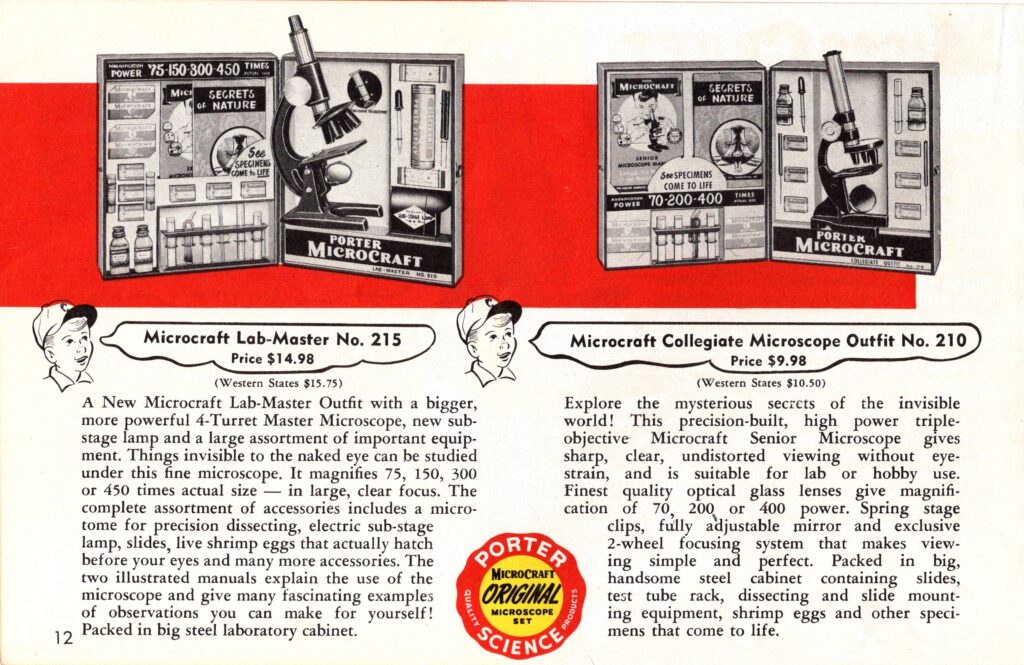 MAGNIFICATION POWER 75-150-300-450 TIMES ACTUAL SIZE
MICROCRAFT
SECRETS
OF NATURE
See
SPECIMENS
COME TO LIFE
SUB-STAGE LAMP
PORTER
MICROCRAFT
LAB-MASTER NO. 215
MICROCRAFT
SENIOR
SECRETS
OF NATURE
See SPECIMENS
COME TO LIFE
MAGNIFICATION POWER 70-200-400 TIMES ACTUAL SIZE
PORTER
MICROCRAFT
COLLEGIATE OUTFIT
Microcraft Lab-Master No. 215
Price $14.98
(Western States $15.75)
A New Microcraft Lab-Master Outfit with a bigger,
more powerful 4-Turret Master Microscope, new sub-
stage lamp and a large assortment of important equip-
ment. Things invisible to the naked eye can be studied
under this fine microscope. It magnifies 75, 150, 300
or 450 times actual size — in large, clear focus. The
complete assortment of accessories includes a micro-
tome for precision dissecting, electric sub-stage
lamp, slides, live shrimp eggs that actually hatch
before your eyes and many more accessories. The
two illustrated manuals explain the use of the
microscope and give many fascinating examples
of observations you can make for yourself!
Packed in big steel laboratory cabinet.
12
Microcraft Collegiate Microscope Outfit No. 210
Price $9.98
(Western States $10.50)
Explore the mysterious secrets of the invisible
world! This precision-built, high power triple-
objective Microcraft Senior Microscope gives
sharp, clear, undistorted viewing without eye-
strain, and is suitable for lab or hobby use.
Finest quality optical glass lenses give magnifi-
cation of 70, 200 or 400 power. Spring stage
clips, fully adjustable mirror and exclusive
2-wheel focusing system that makes view-
ing simple and perfect. Packed in big,
handsome steel cabinet containing slides,
test tube rack, dissecting and slide mount-
ing equipment, shrimp eggs and other speci-
mens that come to life.
PORTER
MICROCRAFT
ORIGINAL
MICROSCOPE
SET
QUALITY
SCIENCE
PRODUCTS